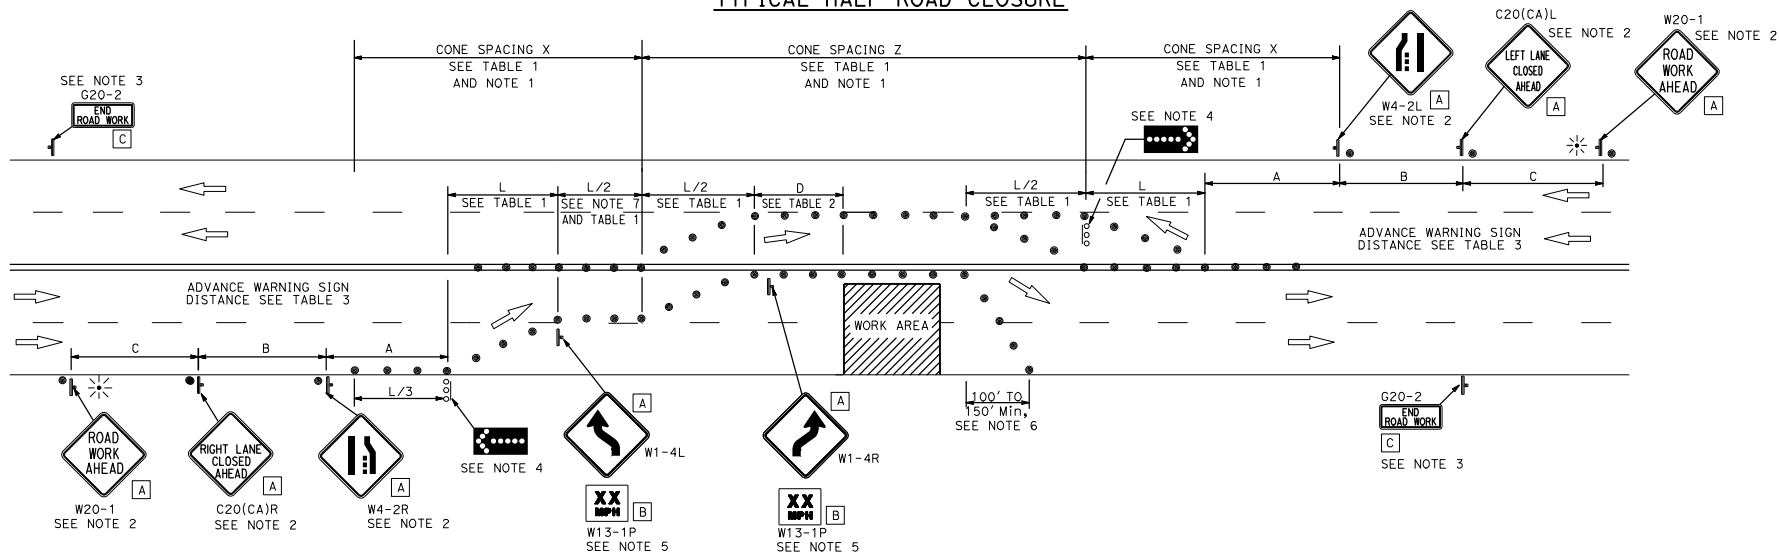 TYPICAL HALF ROAD CLOSURE
CONE SPACING X
SEE TABLE 1
AND NOTE 1
CONE SPACING Z
SEE TABLE 1
AND NOTE 1
CONE SPACING X
SEE TABLE 1
AND NOTE 1
SEE NOTE 3
G20-2
END
ROAD WORK
C
SEE NOTE 4
W4-2L
A
SEE NOTE 2
C20(CA)L
SEE NOTE 2
LEFT LANE
CLOSED
AHEAD
A
W20-1
SEE NOTE 2
ROAD
WORK
AHEAD
A
L
SEE TABLE 1
L/2
SEE NOTE 7
AND TABLE 1
L/2
SEE TABLE 1
D
SEE TABLE 2
L/2
SEE TABLE 1
L
SEE TABLE 1
A
B
C
ADVANCE WARNING SIGN
DISTANCE SEE TABLE 3
ADVANCE WARNING SIGN
DISTANCE SEE TABLE 3
WORK AREA
C
B
A
L/3
100' TO
150' Min,
SEE NOTE 6
G20-2
END
ROAD WORK
C
SEE NOTE 3
ROAD
WORK
AHEAD
A
W20-1
SEE NOTE 2
RIGHT LANE
CLOSED
AHEAD
A
C20(CA)R
SEE NOTE 2
A
W4-2R
SEE NOTE 2
SEE NOTE 4
A
W1-4L
XX
MPH
B
W13-1P
SEE NOTE 5
A
W1-4R
XX
MPH
B
W13-1P
SEE NOTE 5